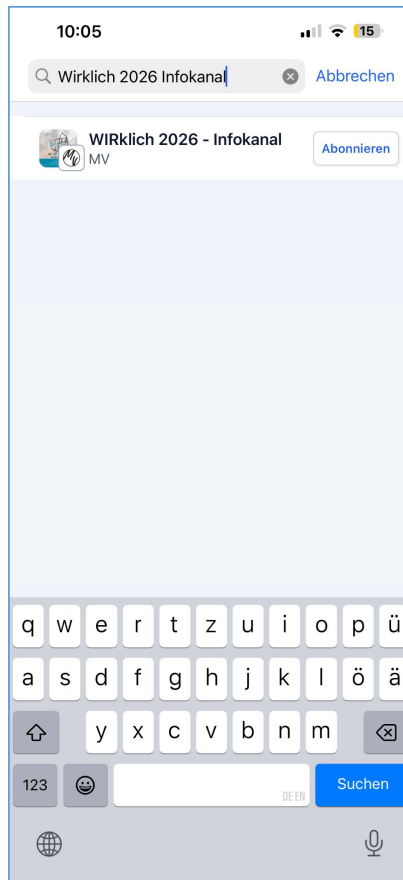 10:05 15
Wirklich 2026 Infokanal Abbrechen
WIRklich 2026 - Infokanal
MV
Abonnieren
q w e r t z u i o p ü
a s d f g h j k l ö ä
y x c v b n m
123 DE EN Suchen